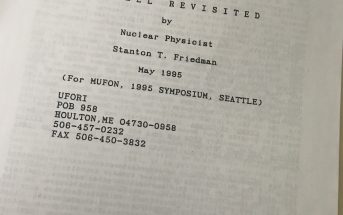 L L R E V I S I T E D
by
Nuclear Physicist
Stanton T. Friedman
May 1995
(For MUFON, 1995 SYMPOSIUM, SEATTLE)
UFORI
POB 958
HOULTON,ME 04730-0958
506-457-0232
FAX 506-450-3832